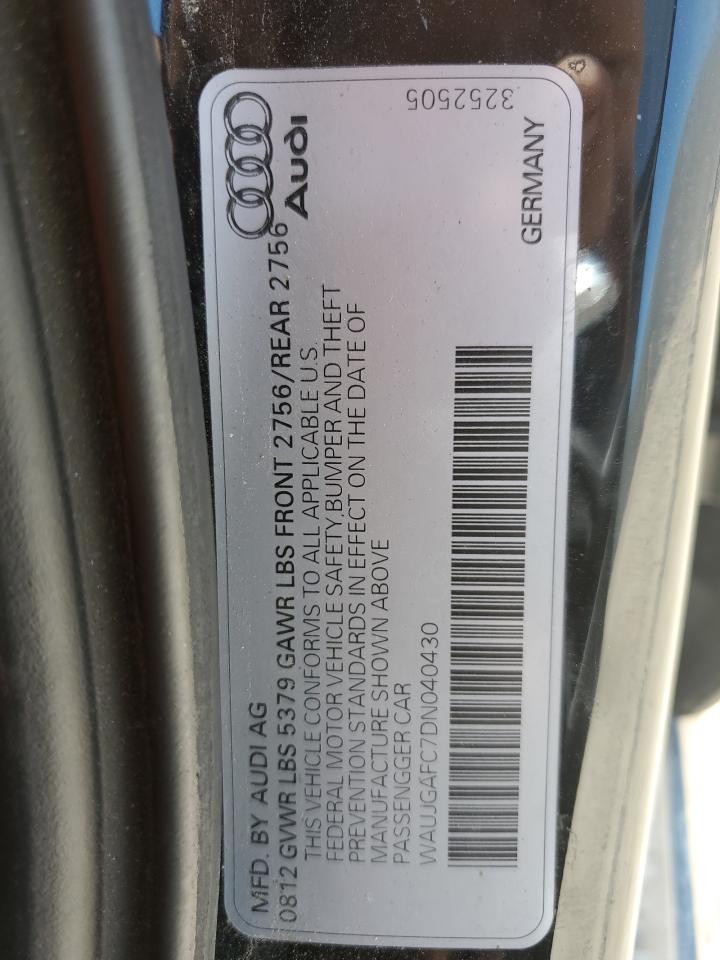 MFD. BY AUDI AG
Audi
0812 GVWR LBS 5379 GAWR LBS FRONT 2756/REAR 2756
THIS VEHICLE CONFORMS TO ALL APPLICABLE U.S.
FEDERAL MOTOR VEHICLE SAFETY,BUMPER AND THEFT
PREVENTION STANDARDS IN EFFECT ON THE DATE OF
MANUFACTURE SHOWN ABOVE
PASSENGGER CAR
WAUJGAFC7DN040430
GERMANY
3252505